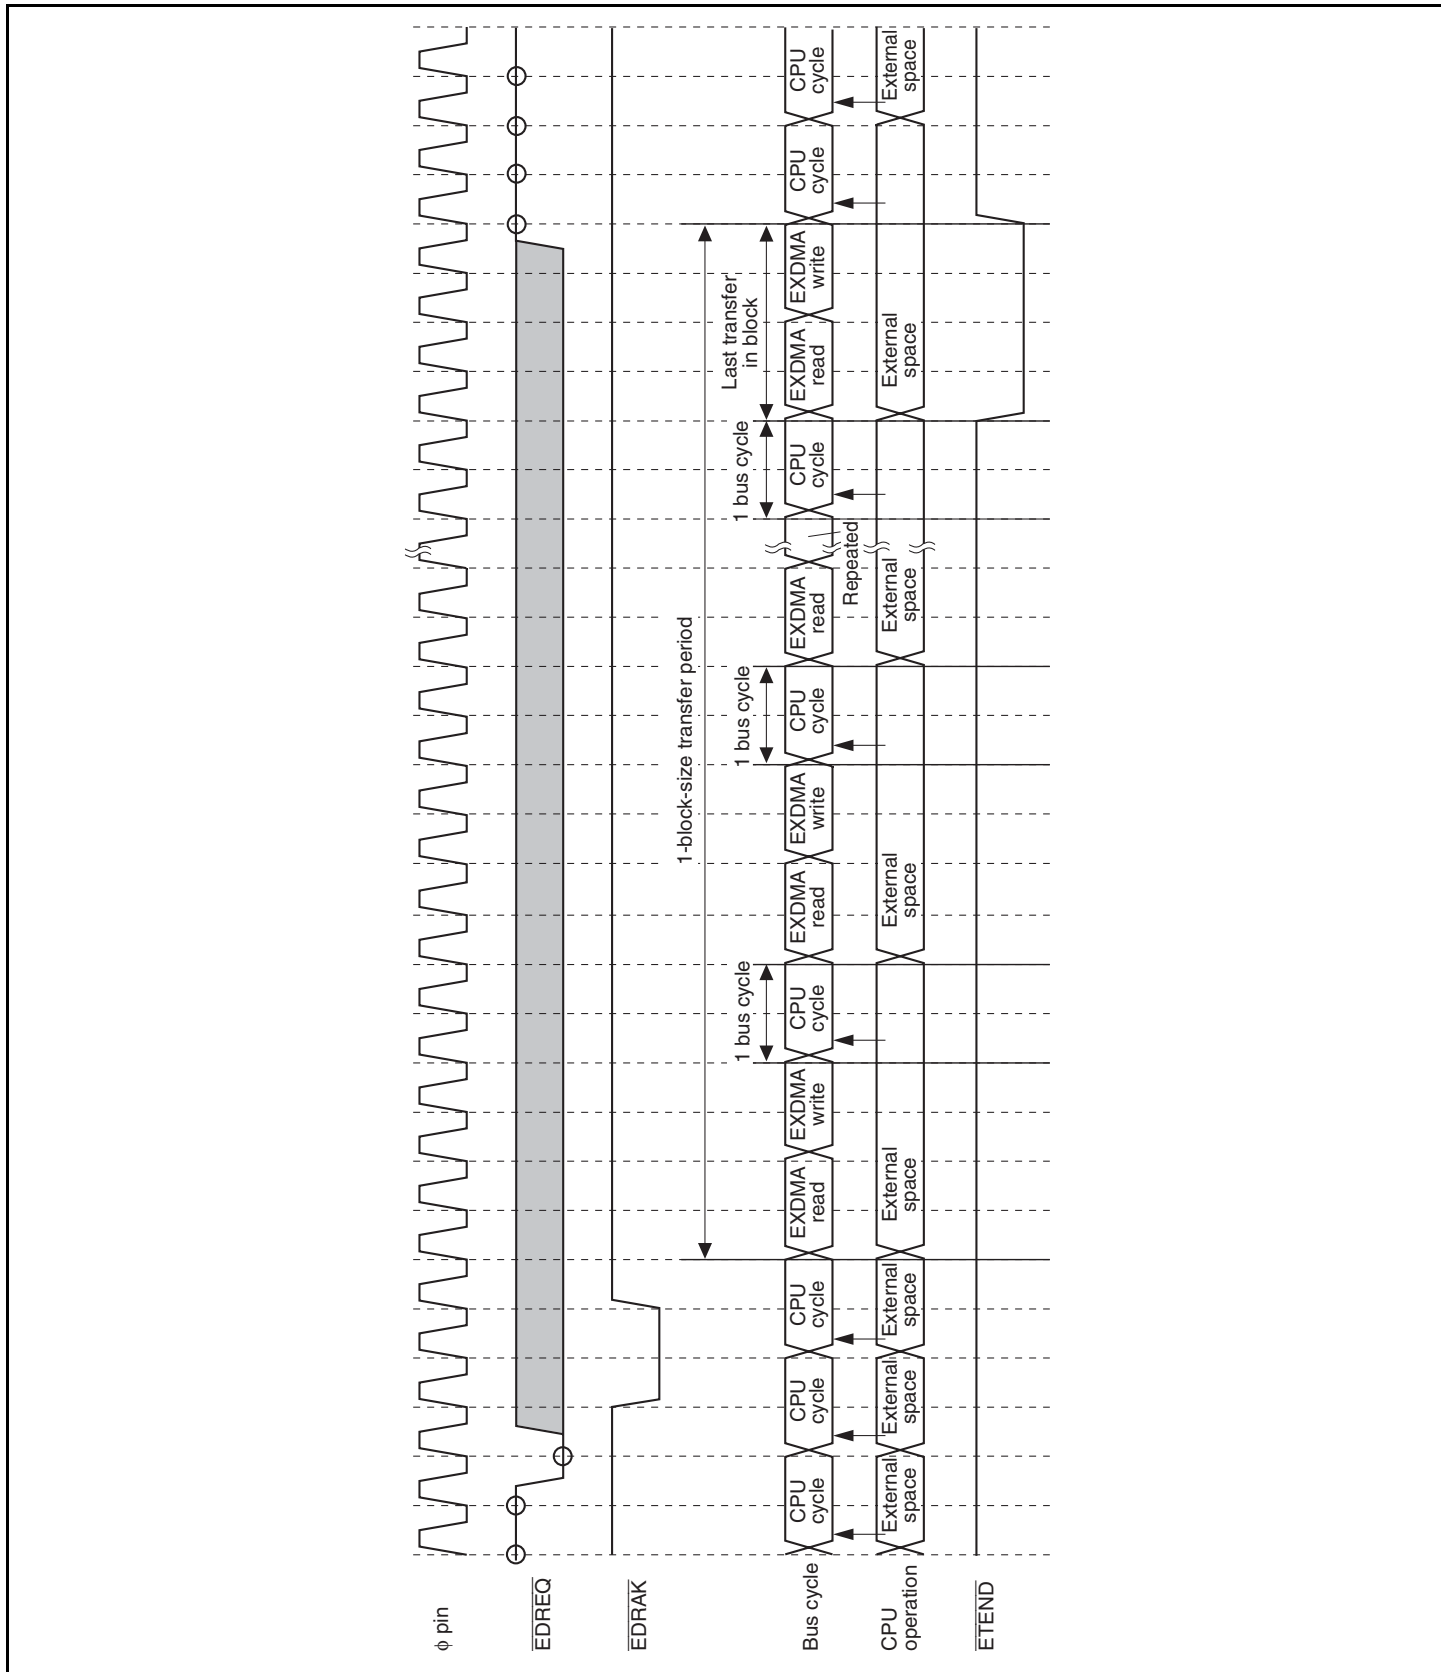 φ pin
EDREQ
EDRAK
1-block-size transfer period
1 bus cycle
1 bus cycle
1 bus cycle
Last transfer
in block
Bus cycle
CPU
cycle
CPU
cycle
CPU
cycle
EXDMA
read
EXDMA
write
CPU
cycle
EXDMA
read
EXDMA
write
CPU
cycle
EXDMA
read
Repeated
CPU
cycle
EXDMA
read
EXDMA
write
CPU
cycle
CPU
cycle
CPU
operation
External
space
External
space
External
space
External
space
External
space
External
space
External
space
External
space
ETEND